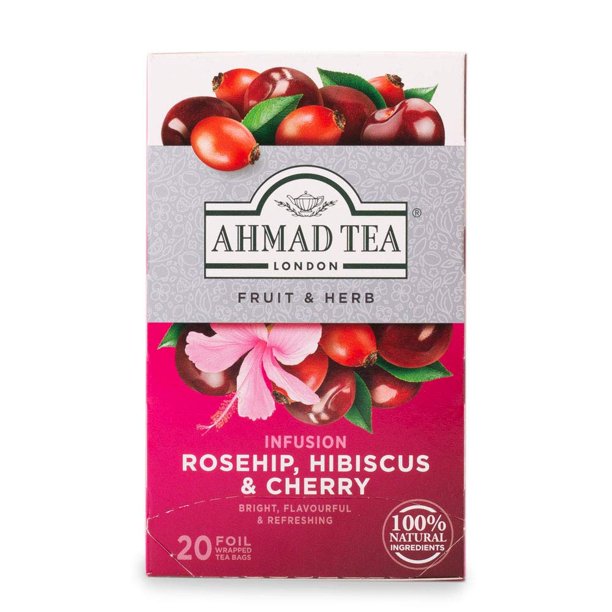 AHMAD TEA®
LONDON
FRUIT & HERB
INFUSION
ROSEHIP, HIBISCUS
& CHERRY
BRIGHT, FLAVOURFUL
& REFRESHING
20 FOIL
WRAPPED
TEA BAGS
100%
NATURAL
INGREDIENTS